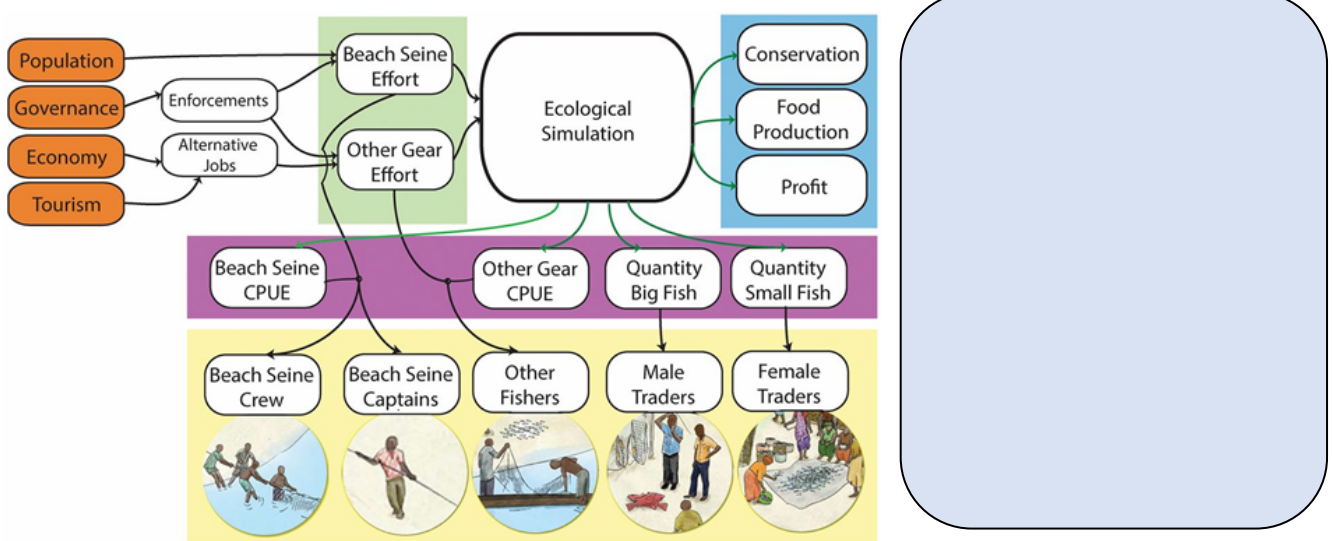 Population
Governance
Economy
Tourism
Enforcements
Alternative
Jobs
Beach Seine
Effort
Other Gear
Effort
Ecological
Simulation
Conservation
Food
Production
Profit
Beach Seine
CPUE
Other Gear
CPUE
Quantity
Big Fish
Quantity
Small Fish
Beach Seine
Crew
Beach Seine
Captains
Other
Fishers
Male
Traders
Female
Traders